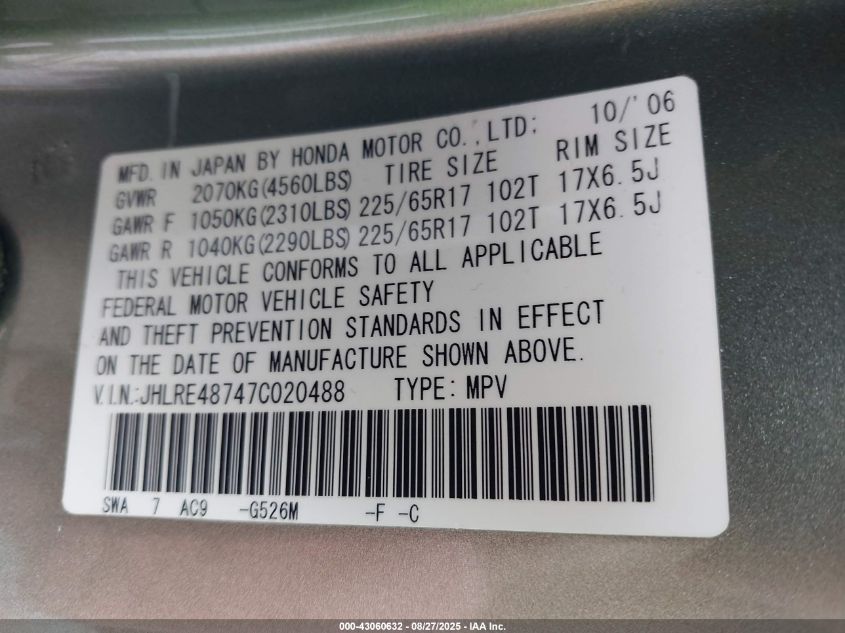 MFD. IN JAPAN BY HONDA MOTOR CO.,LTD: 10/'06
GVWR 2070KG(4560LBS) TIRE SIZE RIM SIZE
GAWR F 1050KG(2310LBS) 225/65R17 102T 17X6.5J
GAWR R 1040KG(2290LBS) 225/65R17 102T 17X6.5J
THIS VEHICLE CONFORMS TO ALL APPLICABLE
FEDERAL MOTOR VEHICLE SAFETY
AND THEFT PREVENTION STANDARDS IN EFFECT
ON THE DATE OF MANUFACTURE SHOWN ABOVE.
V.I.N.:JHLRE48747C020488 TYPE: MPV
SWA 7 AC9 -G526M -F -C
000-43060632 - 08/27/2025 - IAA Inc.